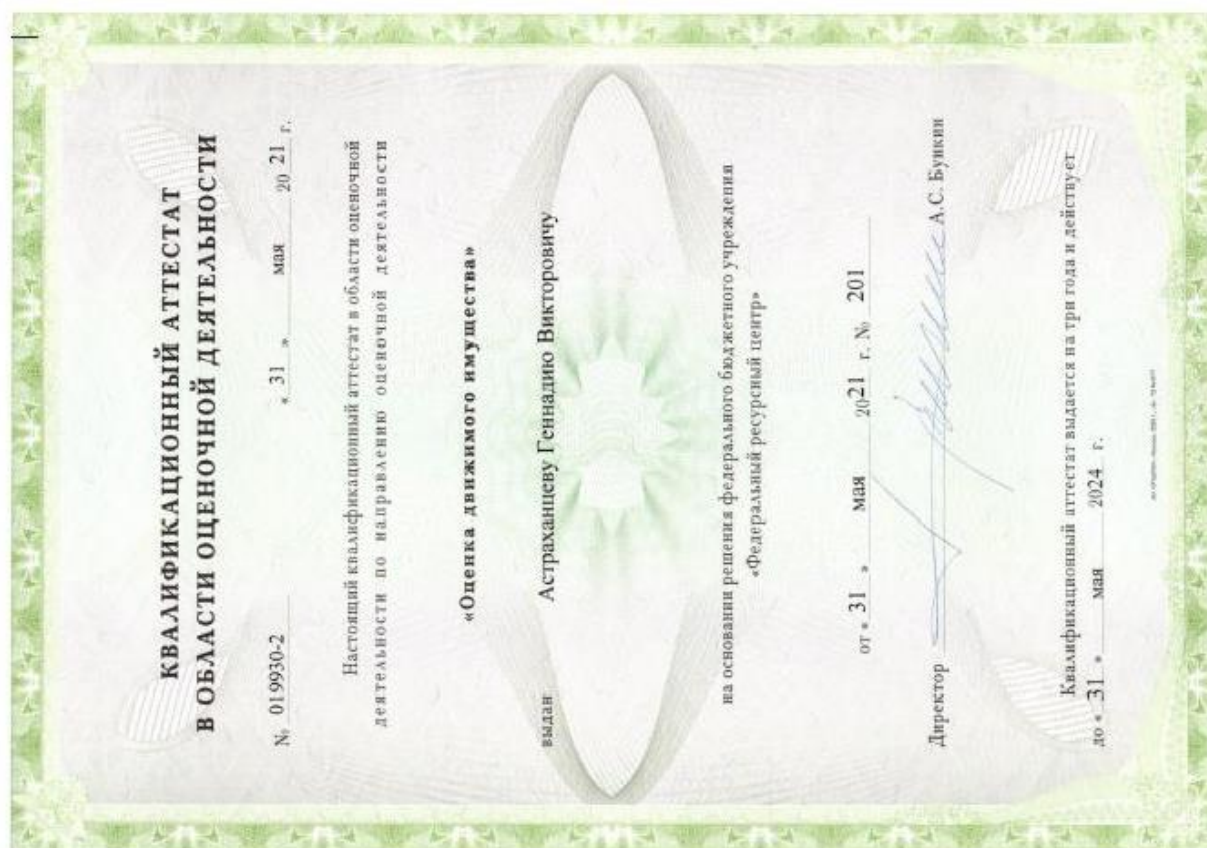 КВАЛИФИКАЦИОННЫЙ АТТЕСТАТ
В ОБЛАСТИ ОЦЕНОЧНОЙ ДЕЯТЕЛЬНОСТИ
№ 019930-2 « 31 » мая 20 21 г.
Настоящий квалификационный аттестат в области оценочной
деятельности по направлению оценочной деятельности
«Оценка движимого имущества»
выдан Астраханцеву Геннадию Викторовичу
на основании решения федерального бюджетного учреждения
«Федеральный ресурсный центр»
от « 31 » мая 2021 г. № 201
Директор А.С. Бункин
Квалификационный аттестат выдается на три года и действует
до « 31 » мая 2024 г.